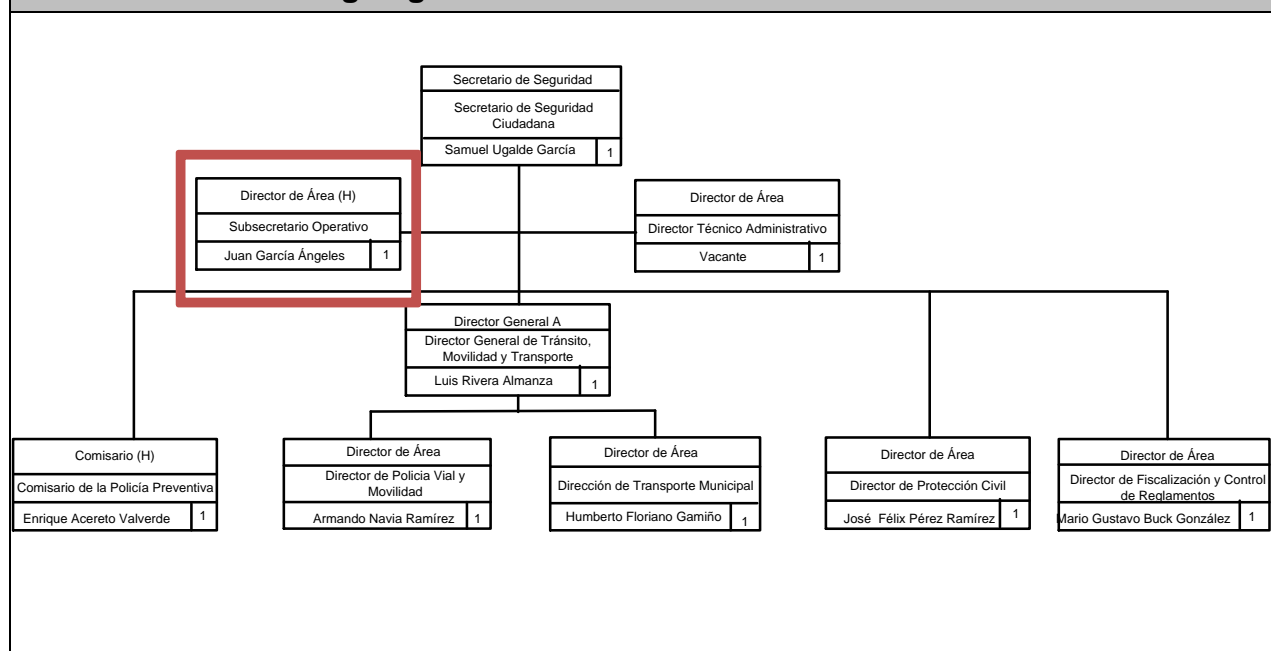 Secretario de Seguridad
Secretario de Seguridad
Ciudadana
Samuel Ugalde García 1
Director de Área (H)
Subsecretario Operativo
Juan García Ángeles 1
Director de Área
Director Técnico Administrativo
Vacante 1
Director General A
Director General de Tránsito,
Movilidad y Transporte
Luis Rivera Almanza 1
Comisario (H)
Comisario de la Policía Preventiva
Enrique Acereto Valverde 1
Director de Área
Director de Policia Vial y
Movilidad
Armando Navia Ramírez 1
Director de Área
Dirección de Transporte Municipal
Humberto Floriano Gamiño 1
Director de Área
Director de Protección Civil
José Félix Pérez Ramírez 1
Director de Área
Director de Fiscalización y Control
de Reglamentos
Mario Gustavo Buck González 1